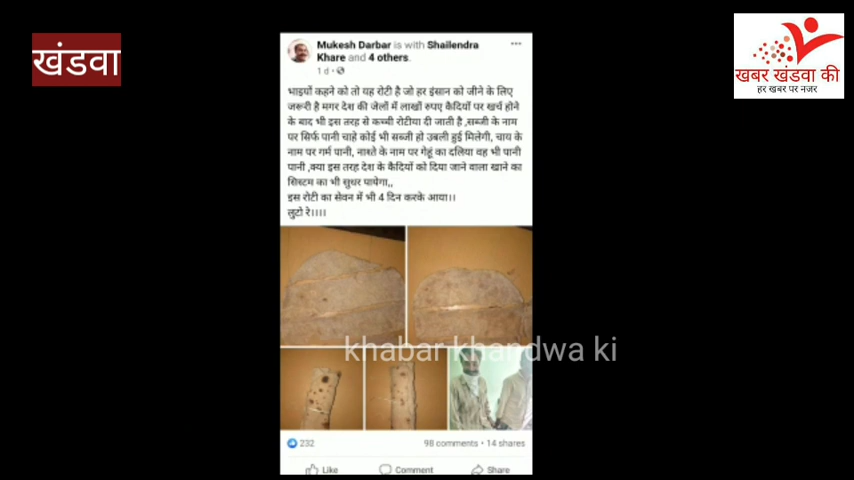 खंडवा
खबर खंडवा की
हर खबर पर नजर
Mukesh Darbar is with Shailendra
Khare and 4 others.
1 d
भाइयों कहने को तो यह रोटी है जो हर इंसान को जीने के लिए
जरूरी है मगर देश की जेलों में लाखों रुपए कैदियों पर खर्च होने
के बाद भी इस तरह से कच्ची रोटीया दी जाती है ,सब्जी के नाम
पर सिर्फ पानी चाहे कोई भी सब्जी हो उबली हुई मिलेगी, चाय के
नाम पर गर्म पानी, नाश्ते के नाम पर गेहूं का दलिया वह भी पानी
पानी ,क्या इस तरह देश के कैदियों को दिया जाने वाला खाने का
सिस्टम का भी सुधर पायेगा,,
इस रोटी का सेवन में भी 4 दिन करके आया।।
लुटो रे।।।।
khabar khandwa ki
232
98 comments • 14 shares
Like
Comment
Share